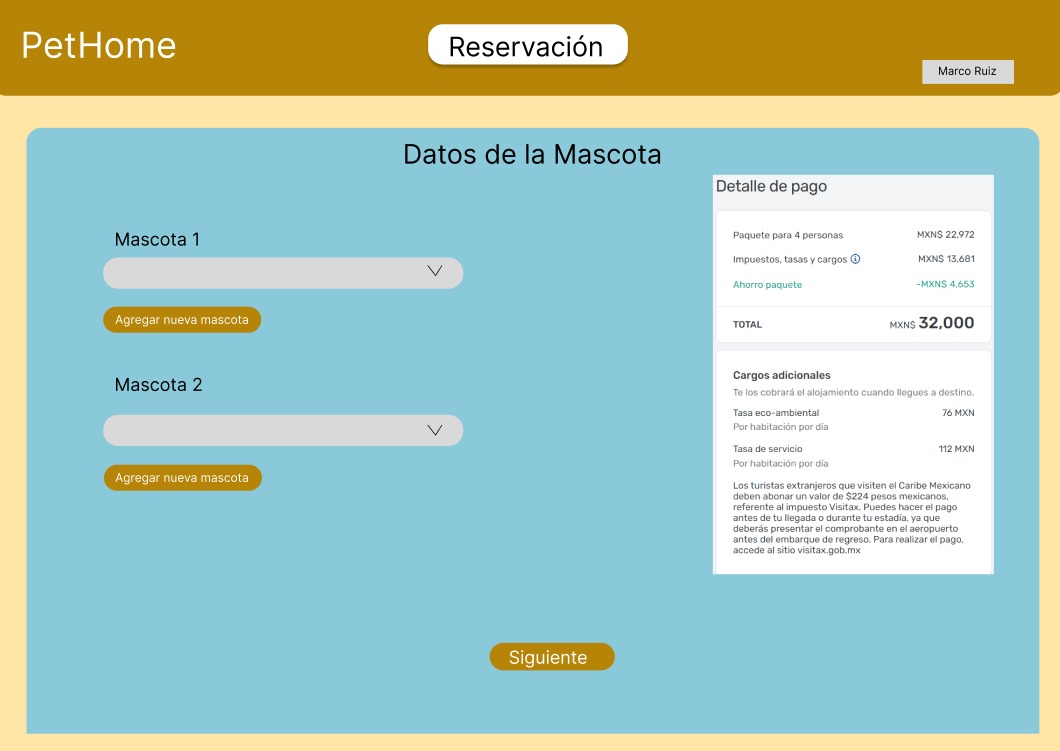 PetHome
Reservación
Marco Ruiz
Datos de la Mascota
Mascota 1
Agregar nueva mascota
Mascota 2
Agregar nueva mascota
Detalle de pago
Paquete para 4 personas MXN$ 22,972
Impuestos, tasas y cargos MXN$ 13,681
Ahorro paquete -MXN$ 4,653
TOTAL MXN$ 32,000
Cargos adicionales
Te los cobrará el alojamiento cuando llegues a destino.
Tasa eco-ambiental 76 MXN
Por habitación por día
Tasa de servicio 112 MXN
Por habitación por día
Los turistas extranjeros que visiten el Caribe Mexicano
deben abonar un valor de $224 pesos mexicanos,
referente al impuesto Visitax. Puedes hacer el pago
antes de tu llegada o durante tu estadía, ya que
deberás presentar el comprobante en el aeropuerto
antes del embarque de regreso. Para realizar el pago,
accede al sitio visitax.gob.mx
Siguiente